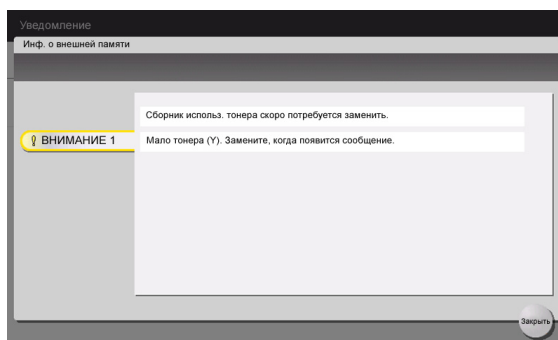 Уведомление
Инф. о внешней памяти
Сборник использ. тонера скоро потребуется заменить.
ВНИМАНИЕ 1
Мало тонера (Y). Замените, когда появится сообщение.
Закрыть